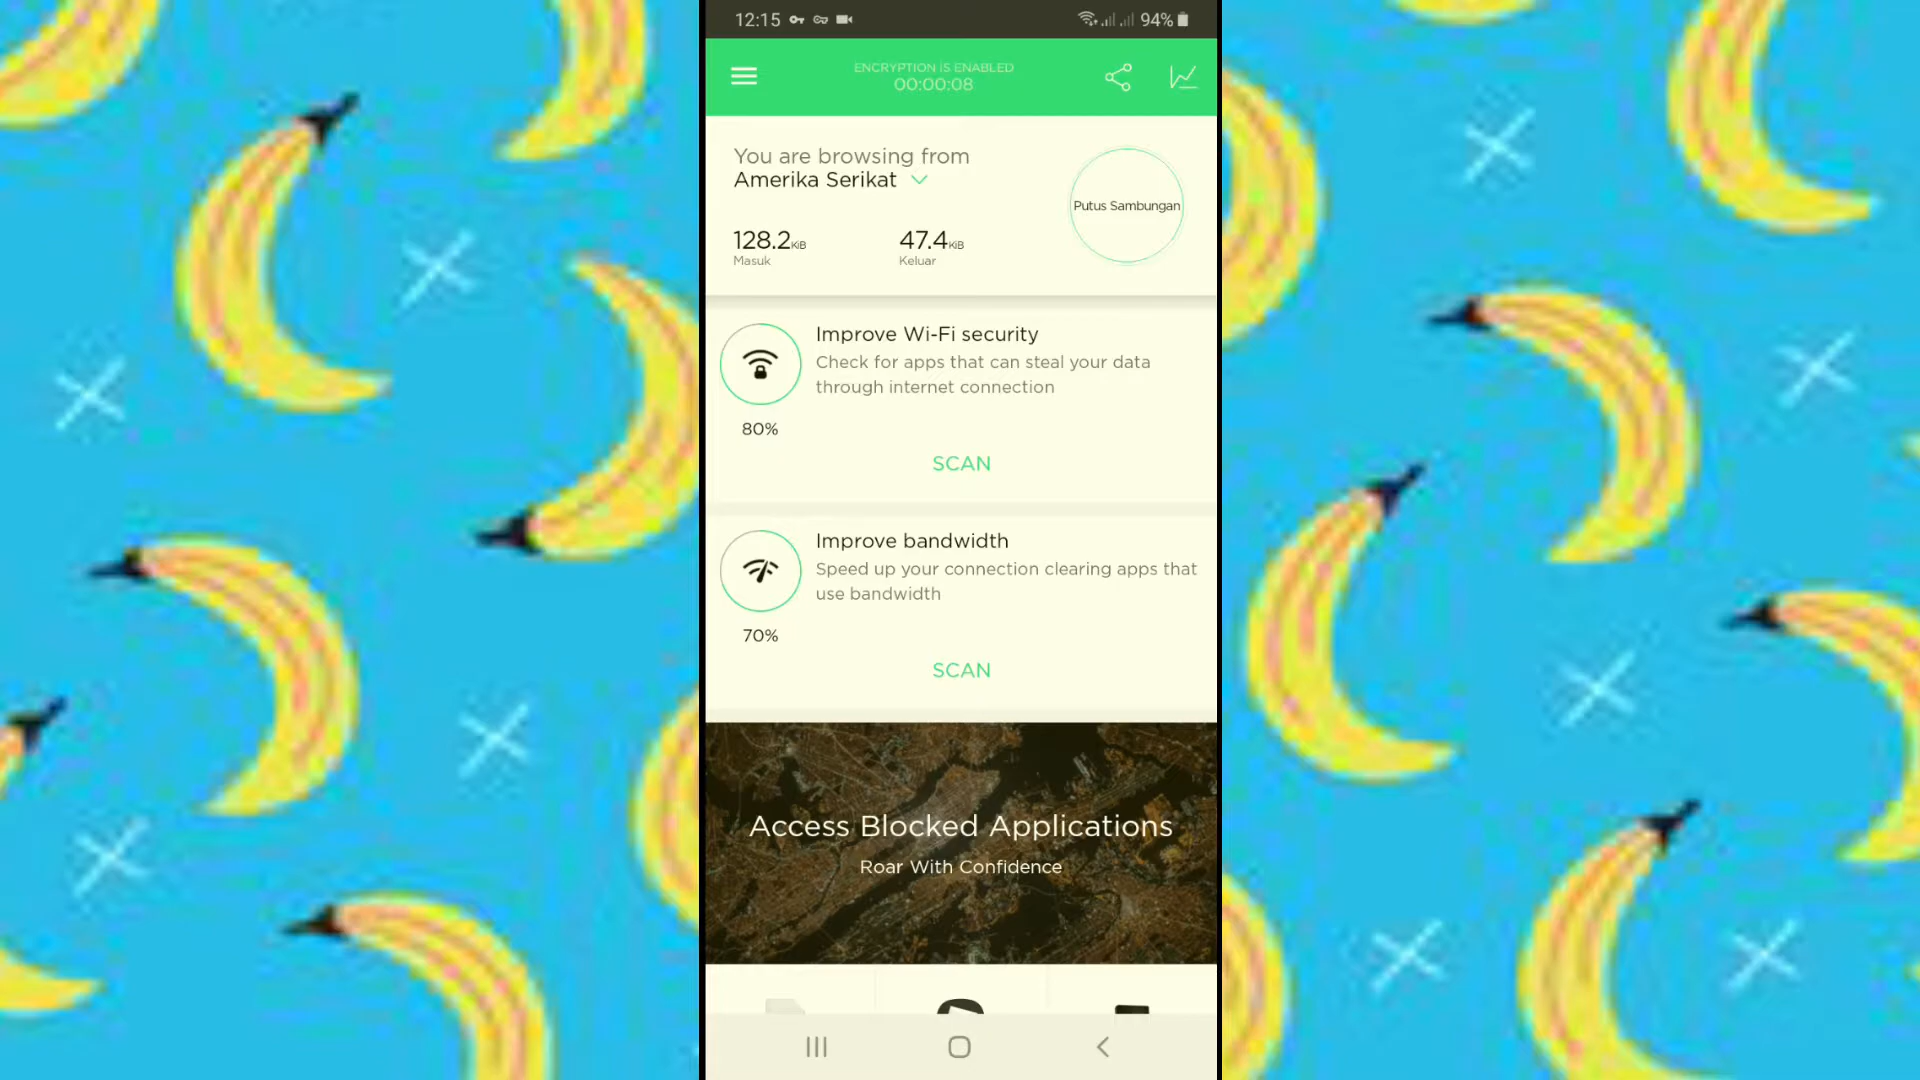 12:15 94%
ENCRYPTION IS ENABLED
00:00:08
You are browsing from
Amerika Serikat
Putus Sambungan
128.2KiB 47.4KiB
Masuk Keluar
Improve Wi-Fi security
Check for apps that can steal your data
through internet connection
80%
SCAN
Improve bandwidth
Speed up your connection clearing apps that
use bandwidth
70%
SCAN
Access Blocked Applications
Roar With Confidence